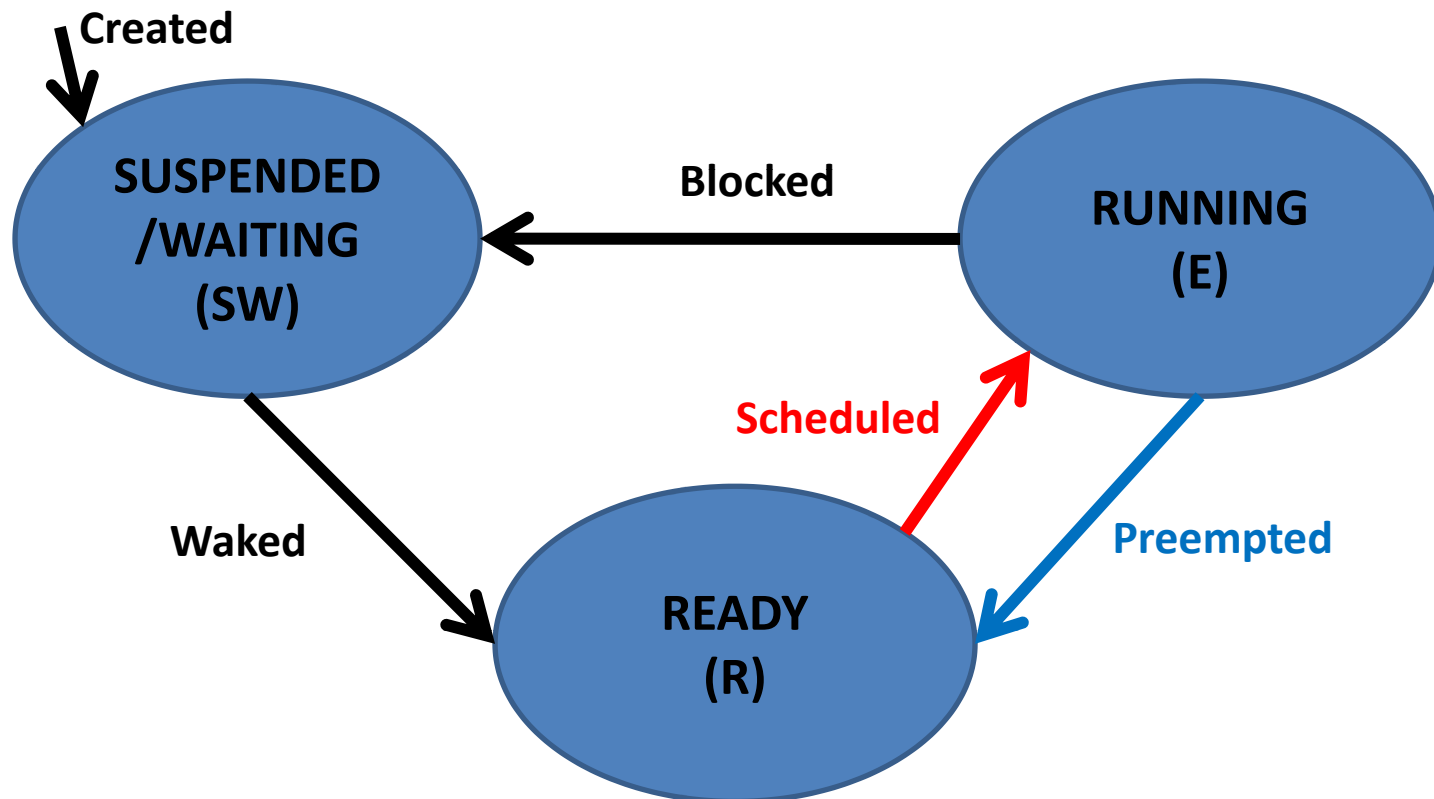 Created
SUSPENDED
/WAITING
(SW)
Blocked
RUNNING
(E)
Scheduled
Waked
Preempted
READY
(R)